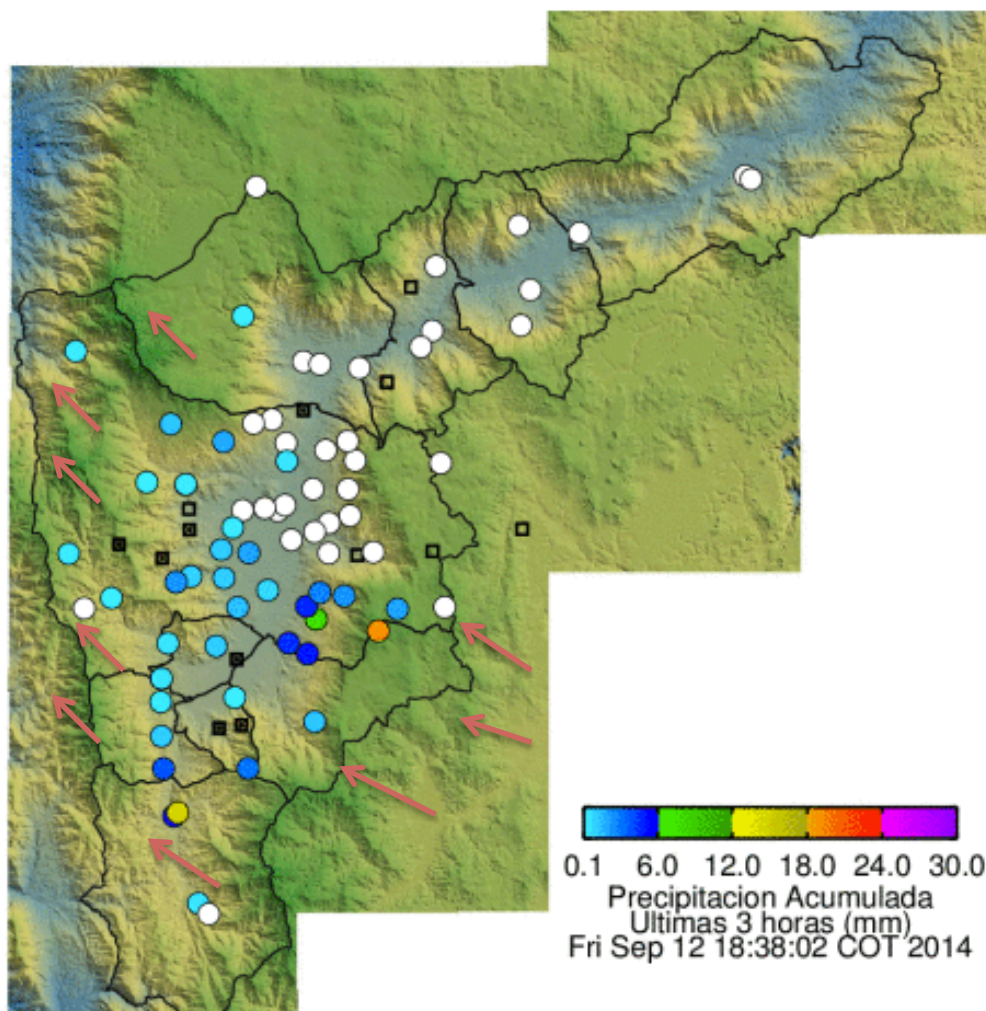 0.1 6.0 12.0 18.0 24.0 30.0
Precipitacion Acumulada
Ultimas 3 horas (mm)
Fri Sep 12 18:38:02 COT 2014